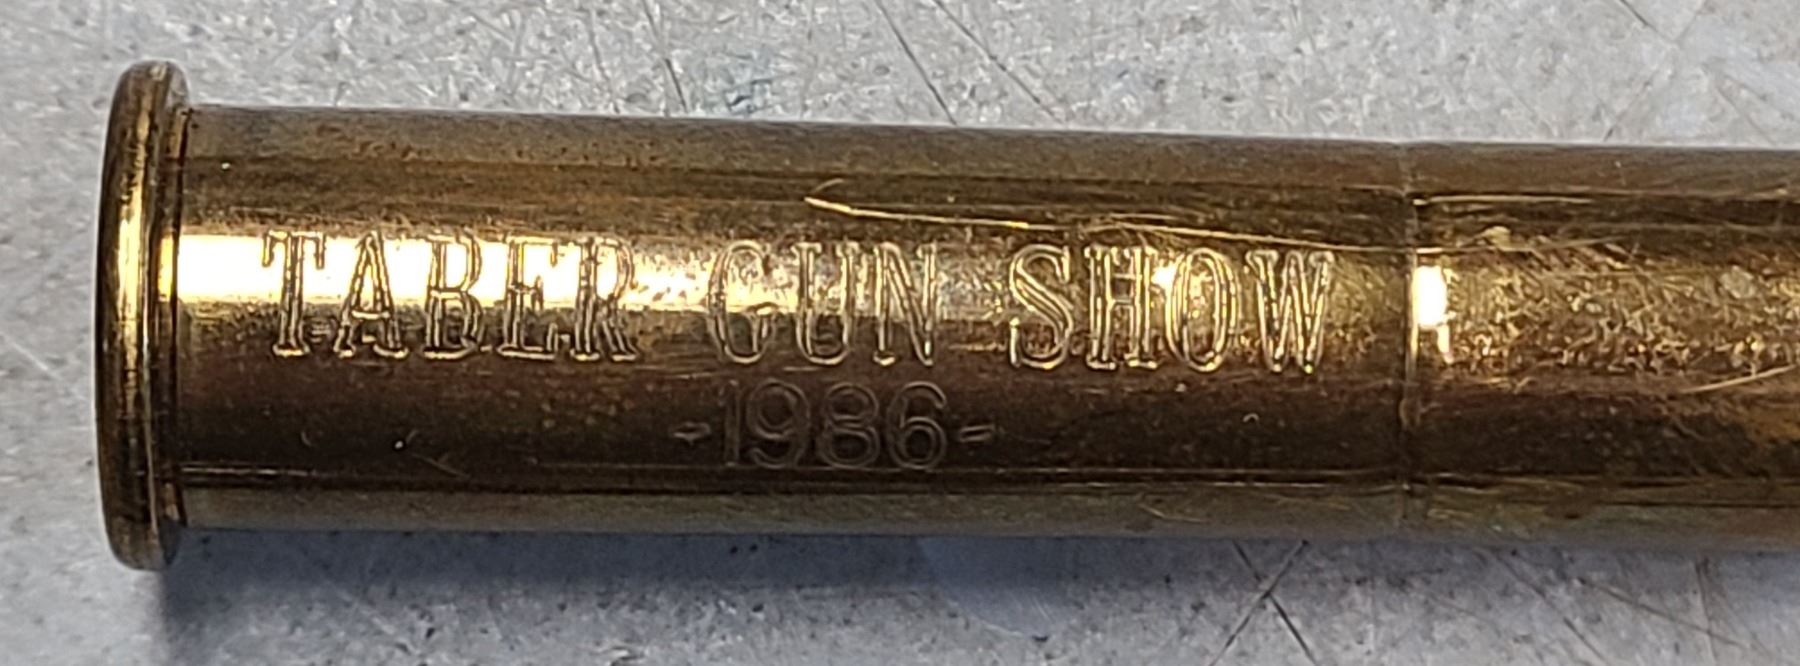 TABER GUN SHOW
-1986-